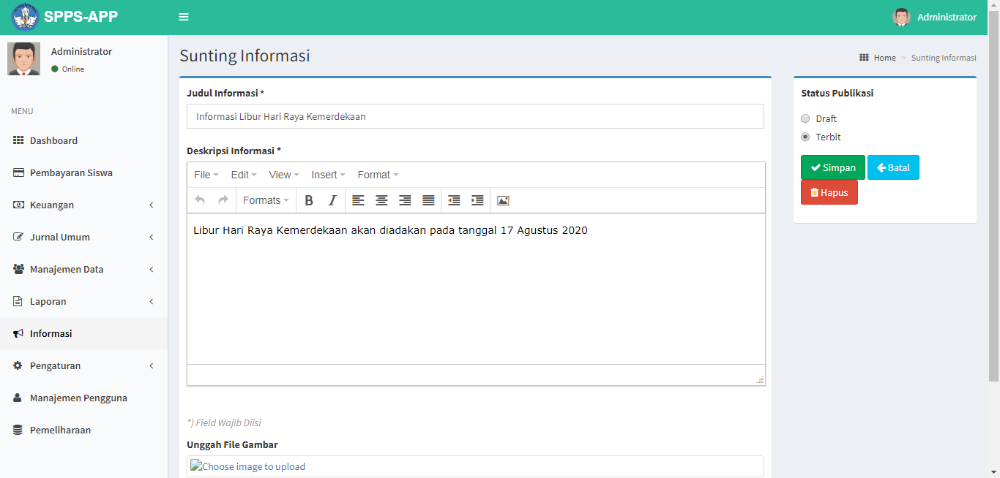 SPPS-APP
Administrator
Administrator
Online
MENU
Dashboard
Pembayaran Siswa
Keuangan
Jurnal Umum
Manajemen Data
Laporan
Informasi
Pengaturan
Manajemen Pengguna
Pemeliharaan
Sunting Informasi
Home > Sunting Informasi
Judul Informasi *
Informasi Libur Hari Raya Kemerdekaan
Deskripsi Informasi *
File Edit View Insert Format
Formats B I
Libur Hari Raya Kemerdekaan akan diadakan pada tanggal 17 Agustus 2020
*) Field Wajib Diisi
Unggah File Gambar
Choose image to upload
Status Publikasi
Draft
Terbit
Simpan Batal
Hapus